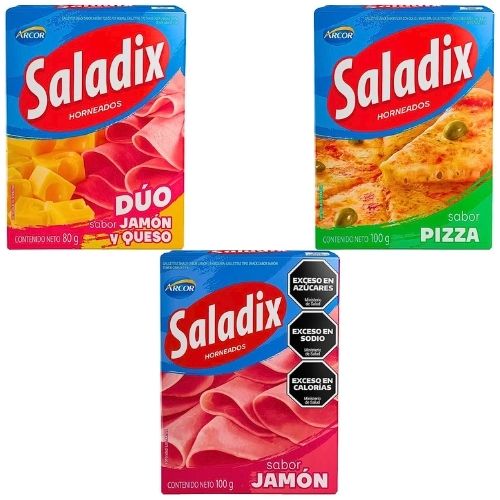 ARCOR
Saladix
HORNEADOS
DÚO
sabor JAMÓN
y QUESO
CONTENIDO NETO 80 g
ARCOR
Saladix
HORNEADOS
sabor
PIZZA
CONTENIDO NETO 100 g
ARCOR
Saladix
HORNEADOS
EXCESO EN
AZÚCARES
Ministerio
de Salud
EXCESO EN
SODIO
Ministerio
de Salud
EXCESO EN
CALORÍAS
Ministerio
de Salud
sabor
JAMÓN
CONTENIDO NETO 100 g